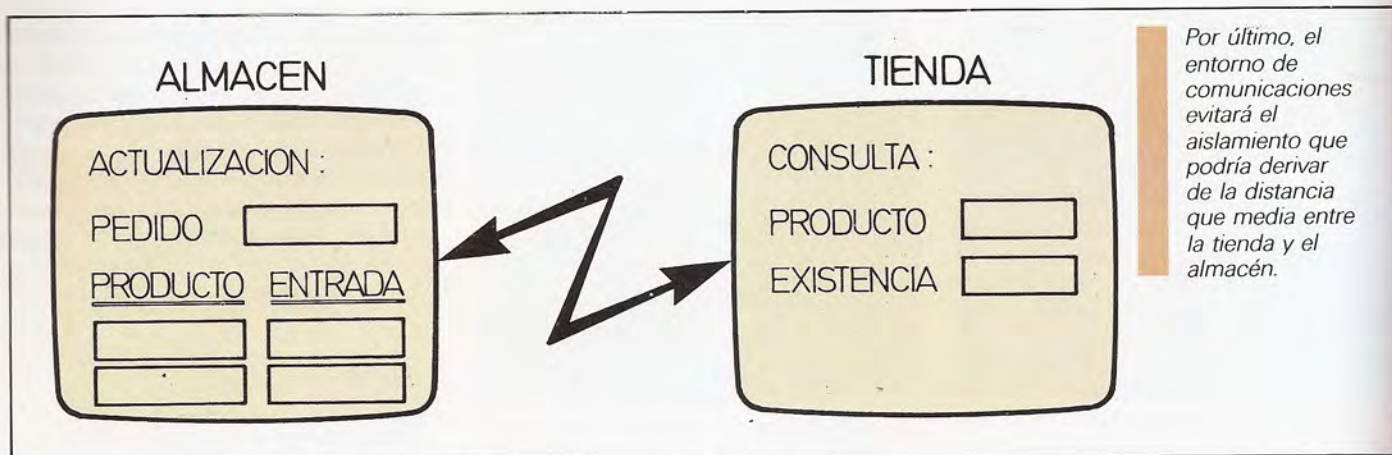 ALMACEN
ACTUALIZACION :
PEDIDO
PRODUCTO ENTRADA
TIENDA
CONSULTA :
PRODUCTO
EXISTENCIA
Por último, el
entorno de
comunicaciones
evitará el
aislamiento que
podría derivar
de la distancia
que media entre
la tienda y el
almacén.